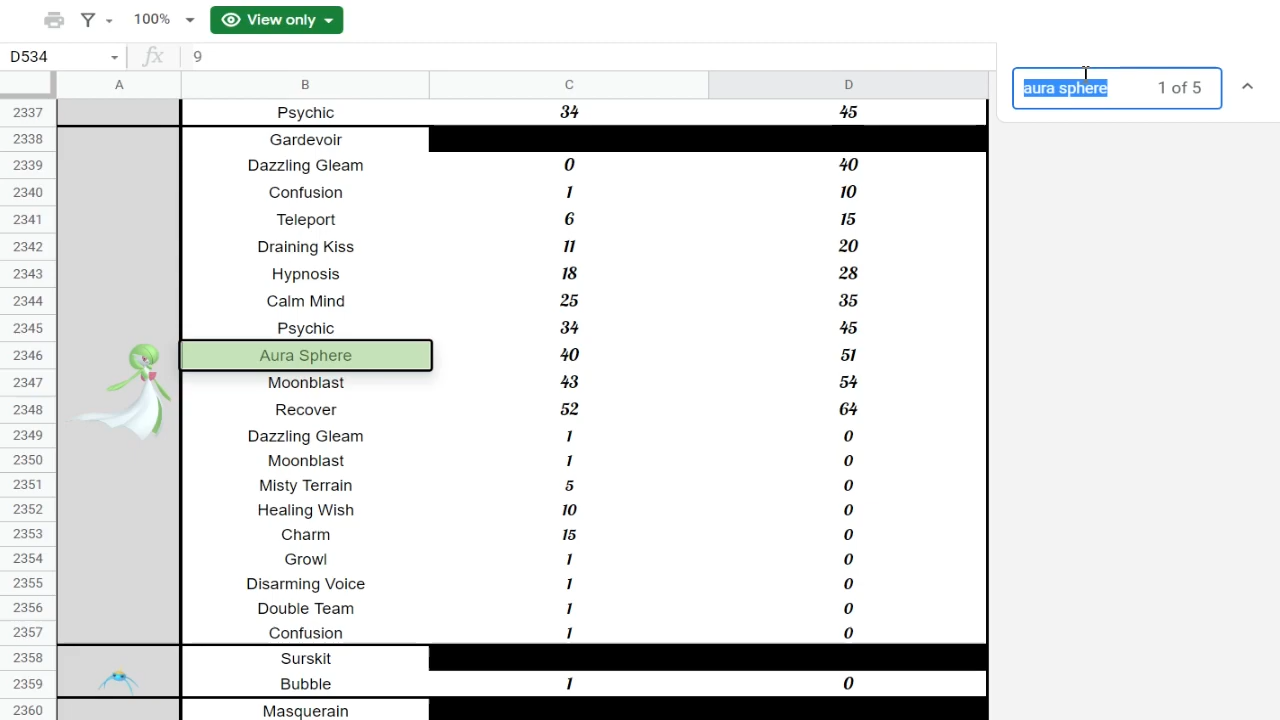 100% View only
D534 fx 9
aura sphere 1 of 5
A B C D
2337 Psychic 34 45
2338 Gardevoir
2339 Dazzling Gleam 0 40
2340 Confusion 1 10
2341 Teleport 6 15
2342 Draining Kiss 11 20
2343 Hypnosis 18 28
2344 Calm Mind 25 35
2345 Psychic 34 45
2346 Aura Sphere 40 51
2347 Moonblast 43 54
2348 Recover 52 64
2349 Dazzling Gleam 1 0
2350 Moonblast 1 0
2351 Misty Terrain 5 0
2352 Healing Wish 10 0
2353 Charm 15 0
2354 Growl 1 0
2355 Disarming Voice 1 0
2356 Double Team 1 0
2357 Confusion 1 0
2358 Surskit
2359 Bubble 1 0
2360 Masquerain